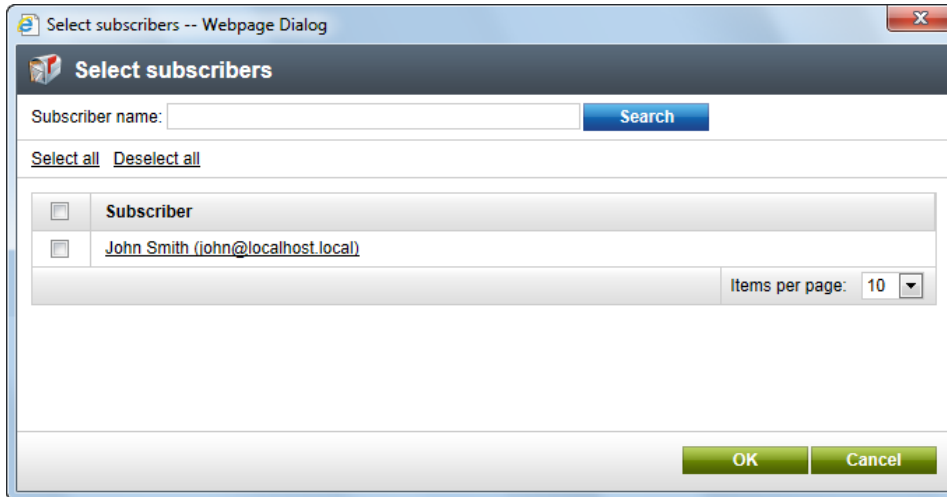 Select subscribers -- Webpage Dialog
Select subscribers
Subscriber name: Search
Select all Deselect all
Subscriber
John Smith (john@localhost.local)
Items per page: 10
OK Cancel